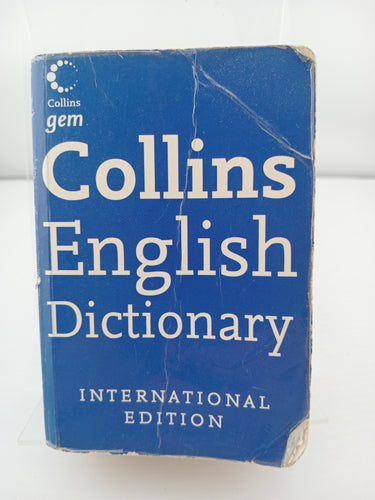 Collins
gem
Collins
English
Dictionary
INTERNATIONAL
EDITION